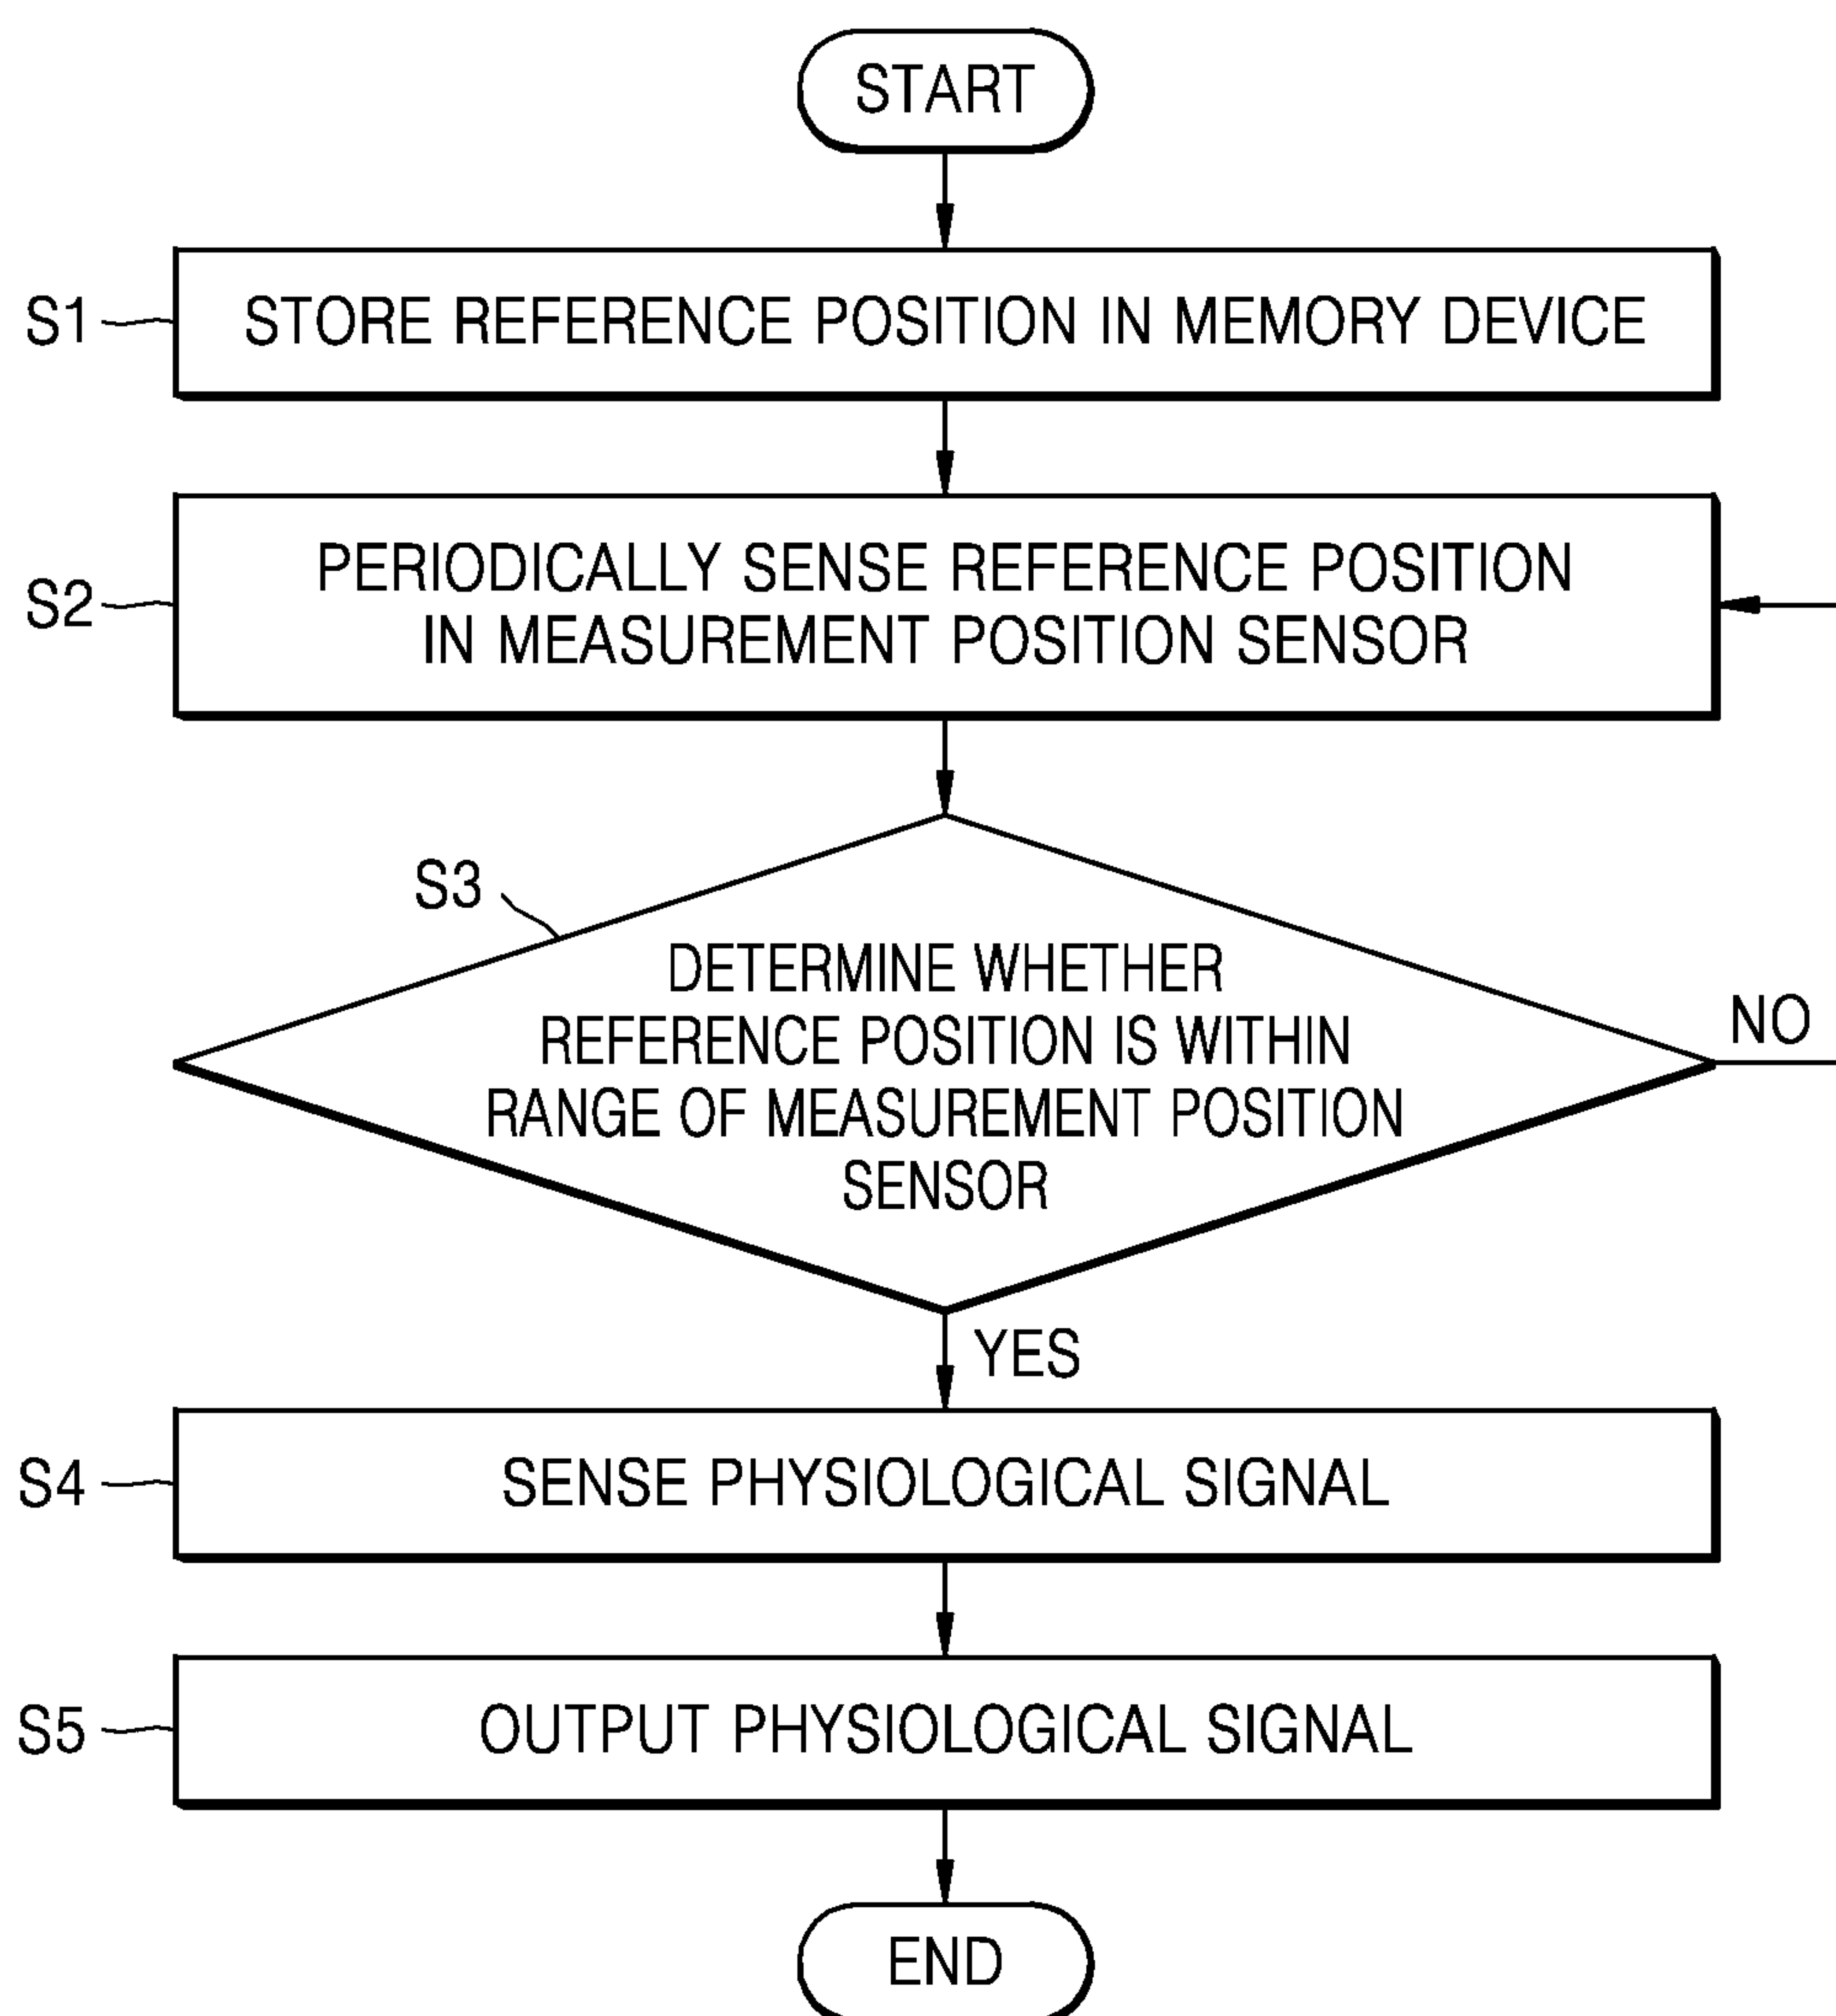 START
S1
STORE REFERENCE POSITION IN MEMORY DEVICE
S2
PERIODICALLY SENSE REFERENCE POSITION
IN MEASUREMENT POSITION SENSOR
S3
DETERMINE WHETHER
REFERENCE POSITION IS WITHIN
RANGE OF MEASUREMENT POSITION
SENSOR
NO
YES
S4
SENSE PHYSIOLOGICAL SIGNAL
S5
OUTPUT PHYSIOLOGICAL SIGNAL
END